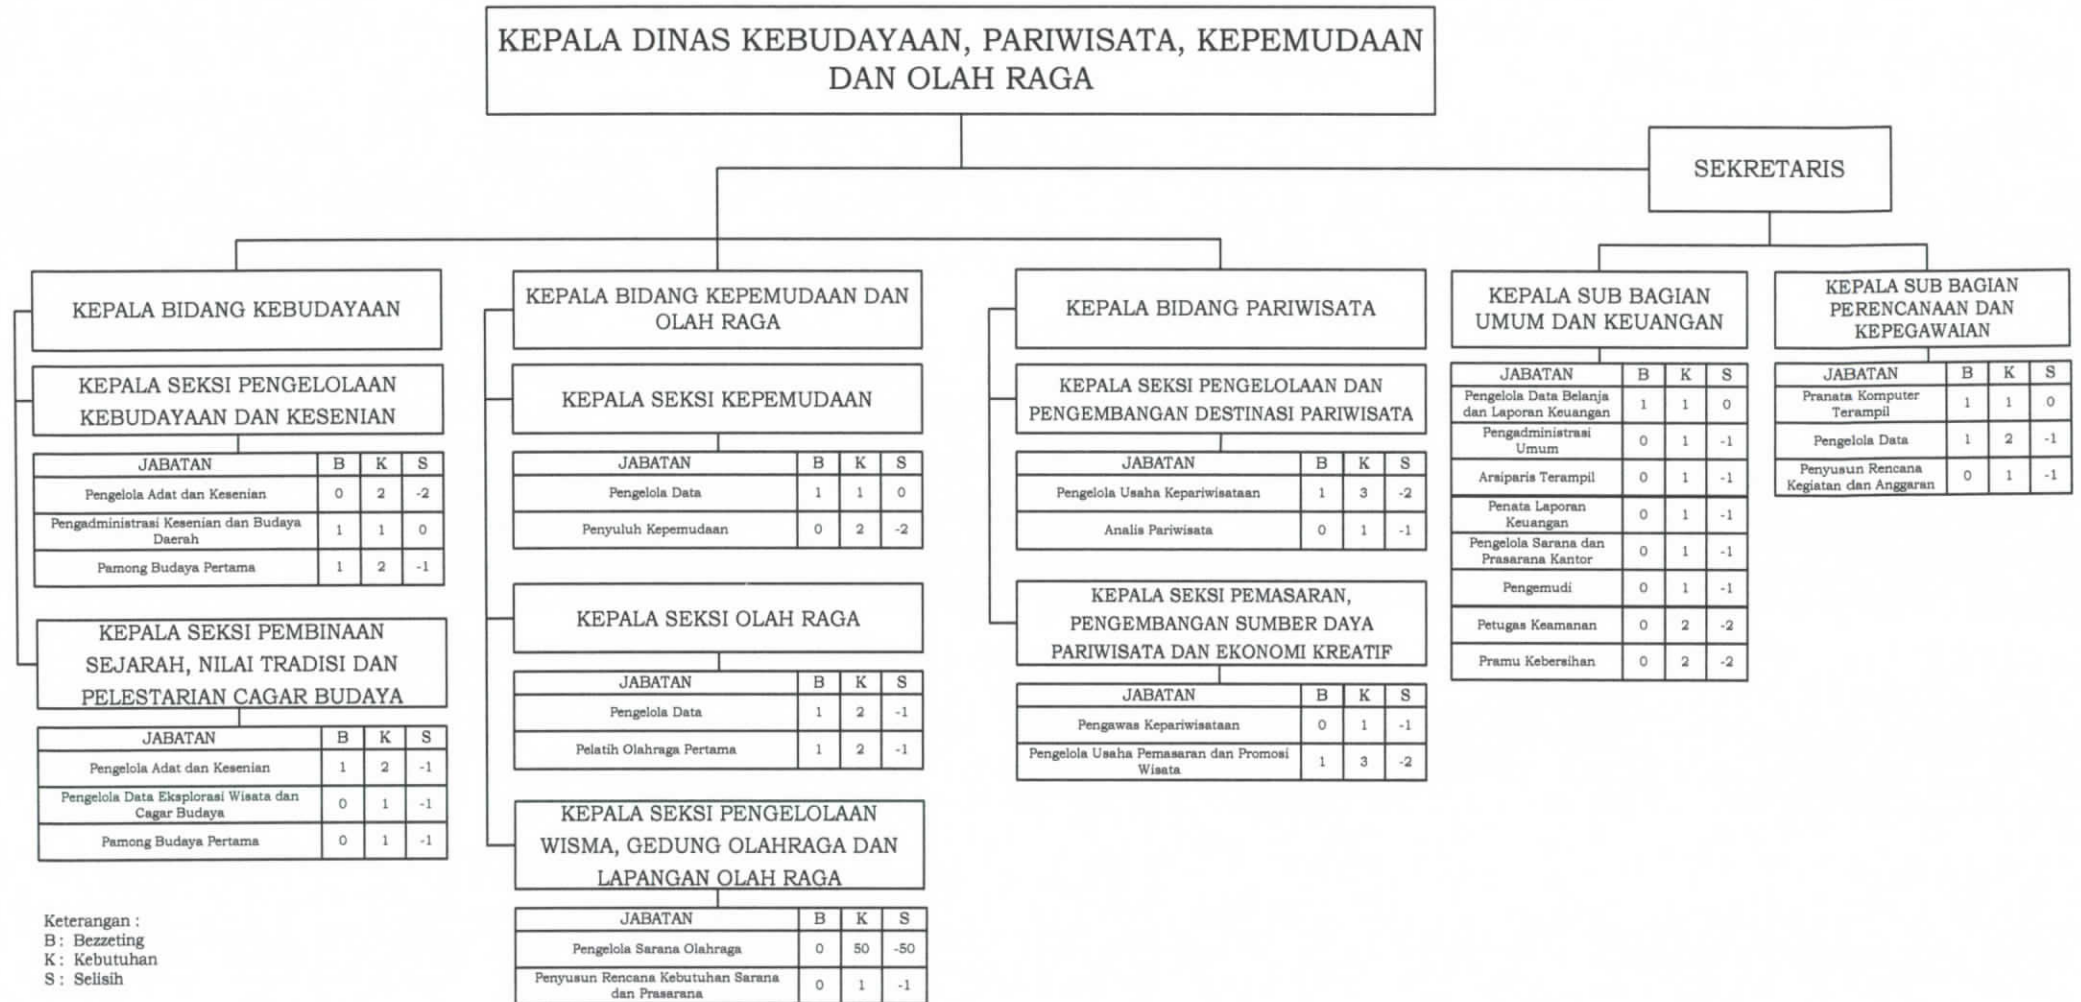 KEPALA DINAS KEBUDAYAAN, PARIWISATA, KEPEMUDAAN
DAN OLAH RAGA
SEKRETARIS
KEPALA BIDANG KEBUDAYAAN
KEPALA SEKSI PENGELOLAAN
KEBUDAYAAN DAN KESENIAN
JABATAN B K S
Pengelola Adat dan Kesenian 0 2 -2
Pengadministrasi Kesenian dan Budaya
Daerah 1 1 0
Pamong Budaya Pertama 1 2 -1
KEPALA SEKSI PEMBINAAN
SEJARAH, NILAI TRADISI DAN
PELESTARIAN CAGAR BUDAYA
JABATAN B K S
Pengelola Adat dan Kesenian 1 2 -1
Pengelola Data Eksplorasi Wisata dan
Cagar Budaya 0 1 -1
Pamong Budaya Pertama 0 1 -1
KEPALA BIDANG KEPEMUDAAN DAN
OLAH RAGA
KEPALA SEKSI KEPEMUDAAN
JABATAN B K S
Pengelola Data 1 1 0
Penyuluh Kepemudaan 0 2 -2
KEPALA SEKSI OLAH RAGA
JABATAN B K S
Pengelola Data 1 2 -1
Pelatih Olahraga Pertama 1 2 -1
KEPALA SEKSI PENGELOLAAN
WISMA, GEDUNG OLAHRAGA DAN
LAPANGAN OLAH RAGA
JABATAN B K S
Pengelola Sarana Olahraga 0 50 -50
Penyusun Rencana Kebutuhan Sarana
dan Prasarana 0 1 -1
KEPALA BIDANG PARIWISATA
KEPALA SEKSI PENGELOLAAN DAN
PENGEMBANGAN DESTINASI PARIWISATA
JABATAN B K S
Pengelola Usaha Kepariwisataan 1 3 -2
Analis Pariwisata 0 1 -1
KEPALA SEKSI PEMASARAN,
PENGEMBANGAN SUMBER DAYA
PARIWISATA DAN EKONOMI KREATIF
JABATAN B K S
Pengawas Kepariwisataan 0 1 -1
Pengelola Usaha Pemasaran dan Promosi
Wisata 1 3 -2
KEPALA SUB BAGIAN
UMUM DAN KEUANGAN
JABATAN B K S
Pengelola Data Belanja
dan Laporan Keuangan 1 1 0
Pengadministrasi
Umum 0 1 -1
Arsiparis Terampil 0 1 -1
Penata Laporan
Keuangan 0 1 -1
Pengelola Sarana dan
Prasarana Kantor 0 1 -1
Pengemudi 0 1 -1
Petugas Keamanan 0 2 -2
Pramu Kebersihan 0 2 -2
KEPALA SUB BAGIAN
PERENCANAAN DAN
KEPEGAWAIAN
JABATAN B K S
Pranata Komputer
Terampil 1 1 0
Pengelola Data 1 2 -1
Penyusun Rencana
Kegiatan dan Anggaran 0 1 -1
Keterangan :
B : Bezzeting
K : Kebutuhan
S : Selisih